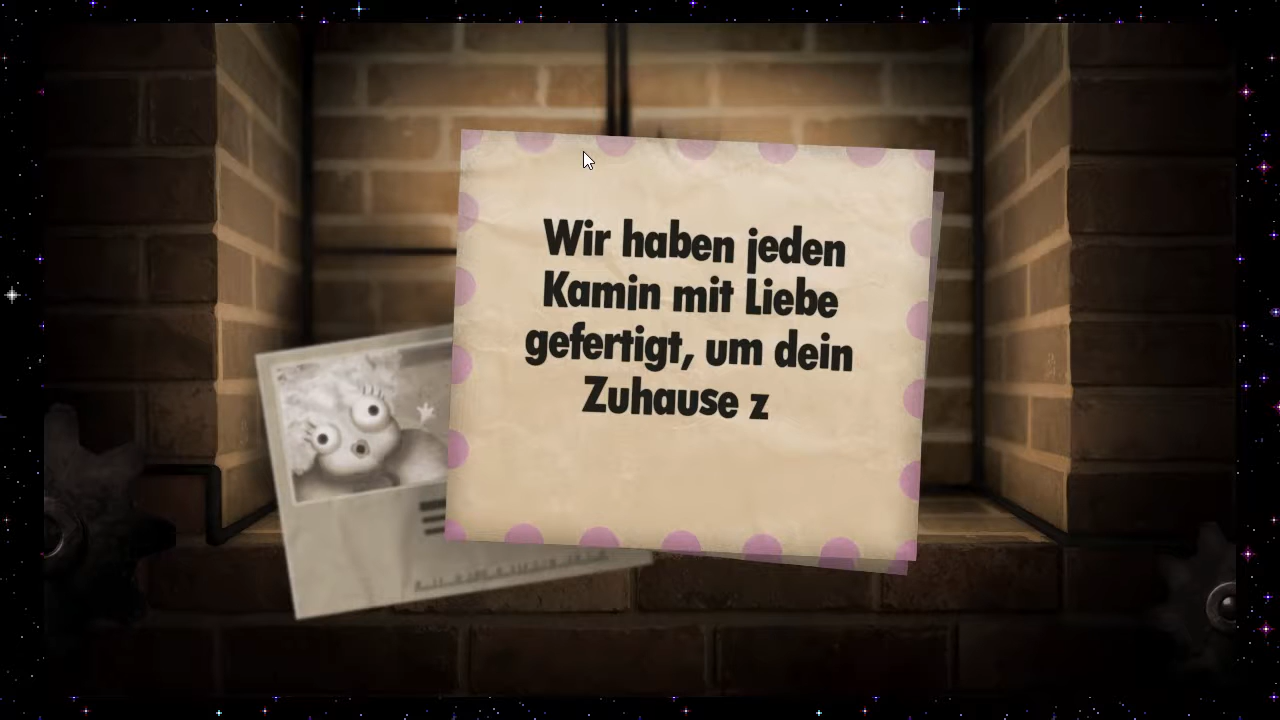 Wir haben jeden
Kamin mit Liebe
gefertigt, um dein
Zuhause z